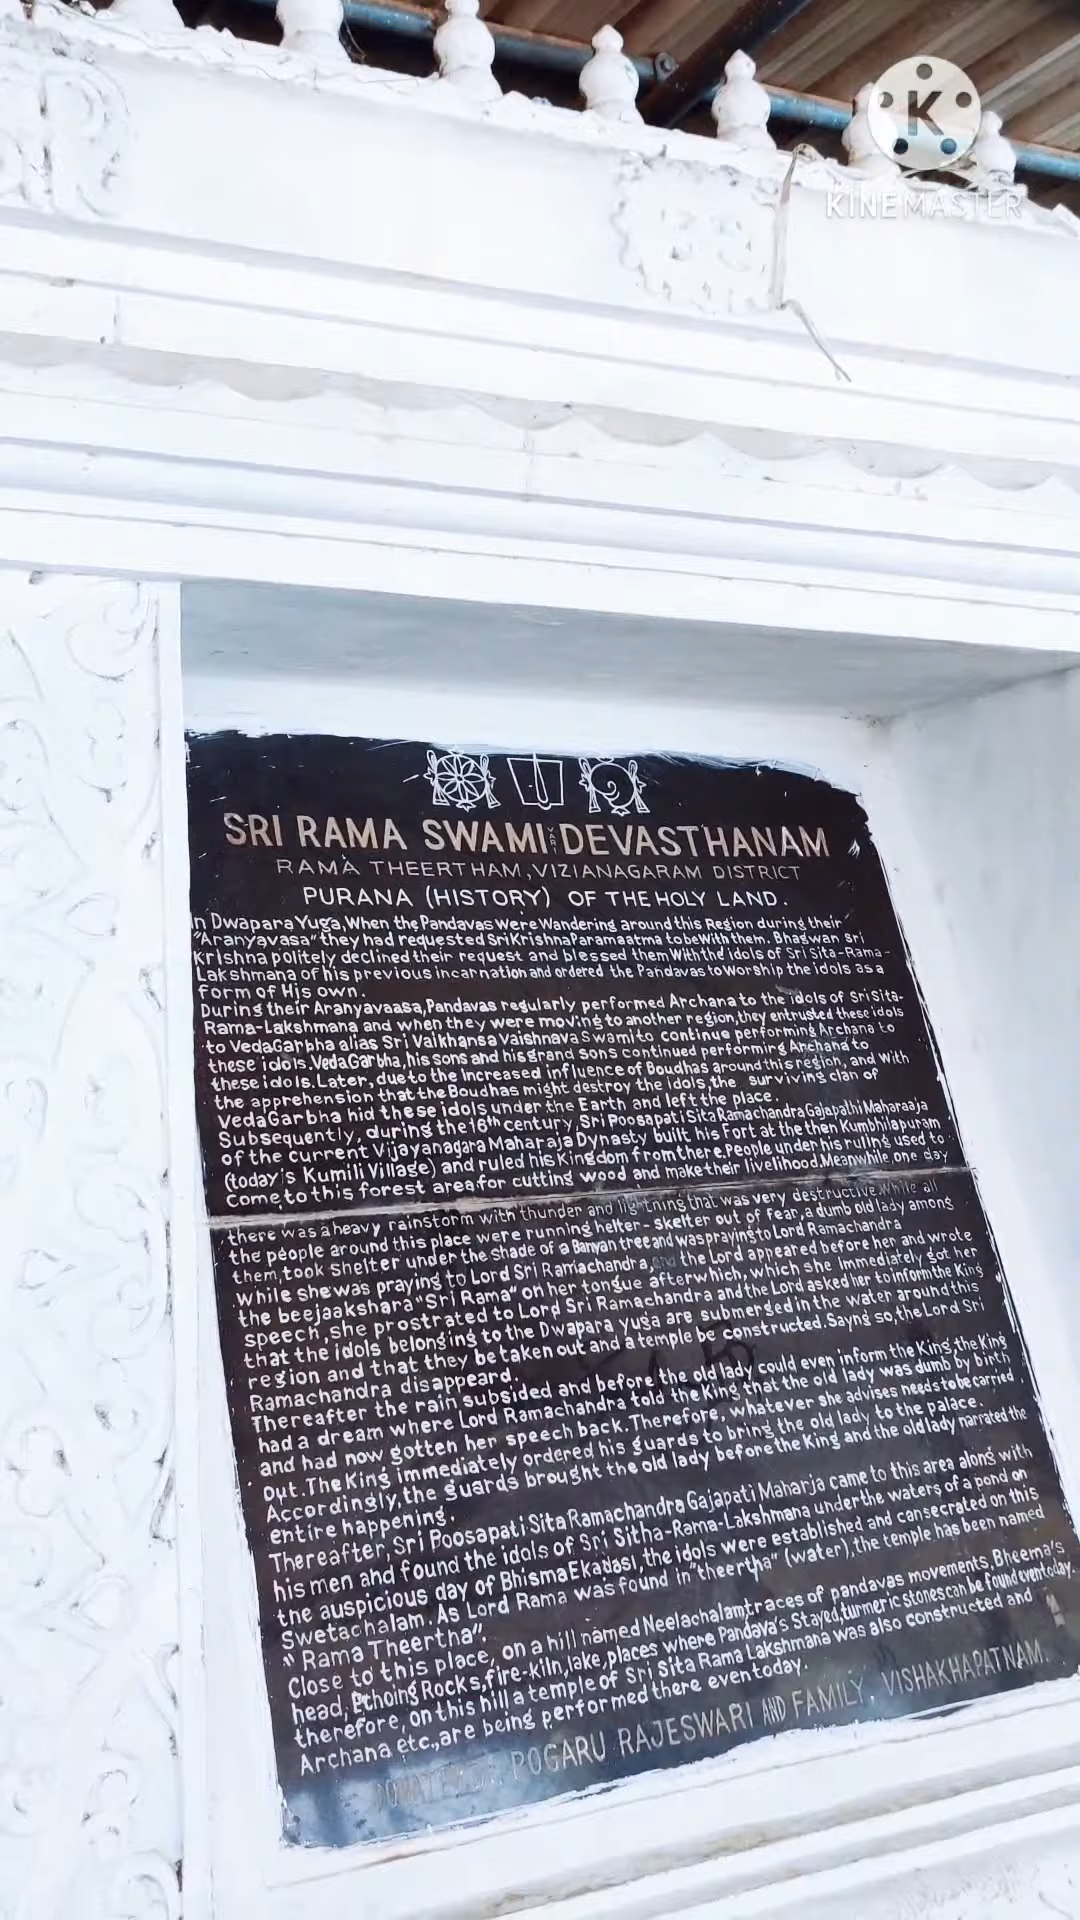 K
KINEMASTER
SRI RAMA SWAMI VARI DEVASTHANAM
RAMA THEERTHAM, VIZIANAGARAM DISTRICT
PURANA (HISTORY) OF THE HOLY LAND.
In Dwapara Yuga, When the Pandavas were Wandering around this Region during their
"Aranyavasa" they had requested Sri Krishna Paramaatma to be With them. Bhagwan Sri
Krishna politely declined their request and blessed them With the idols of Sri Sita-Rama-
Lakshmana of his previous incarnation and ordered the Pandavas to Worship the idols as a
form of His own.
During their Aranyavaasa, Pandavas regularly performed Archana to the idols of Sri Sita-
Rama-Lakshmana and when they were moving to another region, they entrusted these idols
to VedaGarbha alias Sri Vaikhansa Vaishnava Swami to continue performing Archana to
these idols. VedaGarbha, his sons and his grand sons continued performing Archana to
these idols. Later, due to the Increased influence of Boudhas around this region, and with
the apprehension that the Boudhas might destroy the idols, the surviving clan of
VedaGarbha hid these idols under the Earth and left the place.
Subsequently, during the 16th century, Sri Poosapati Sita Ramachandra Gajapathi Maharaaja
of the current Vijayanagara Maharaja Dynasty built his Fort at the then Kumbhilapuram
(today is Kumili Village) and ruled his Kingdom from there. People under his ruling used to
Come to this forest area for cutting wood and make their livelihood. Meanwhile one day
there was a heavy rainstorm with thunder and lightning that was very destructive. While all
the people around this place were running helter-skelter out of fear, a dumb old lady among
them, took Shelter under the shade of a Banyan tree and was praying to Lord Ramachandra
While she was praying to Lord Sri Ramachandra, and the Lord appeared before her and wrote
the beejaakshara "Sri Rama" on her tongue afterwhich, which she immediately got her
speech, she prostrated to Lord Sri Ramachandra and the Lord asked her to inform the King
that the idols belonging to the Dwapara yuga are submerged in the water around this
region and that they be taken out and a temple be constructed. Sayng so, the Lord Sri
Ramachandra disappeard.
Thereafter the rain subsided and before the old lady could even inform the King, the King
had a dream where Lord Ramachandra told the King that the old lady was dumb by birth
and had now gotten her speech back. Therefore, whatever she advises needs to be carried
out. The King immediately ordered his guards to bring the old lady to the palace.
Accordingly, the guards brought the old lady before the King and the old lady narrated the
entire happening.
Thereafter, Sri Poosapati Sita Ramachandra Gajapati Maharja came to this area along with
his men and found the idols of Sri Sitha-Rama-Lakshmana under the waters of a pond on
the auspicious day of Bhisma Ekadasi, the idols were established and cansecrated on this
Swetachalam. As Lord Rama was found in "theertha" (water), the temple has been named
"Rama Theertha".
Close to this place, on a hill named Neelachalam, traces of pandavas movements, Bheema's
head, Echoing Rocks, fire-kiln, lake, places where Pandava's Stayed, turmeric stones can be found even today.
therefore, on this hill a temple of Sri Sita Rama Lakshmana was also constructed and
Archana etc., are being performed there even today.
POGARU RAJESWARI AND FAMILY, VISHAKHAPATNAM.